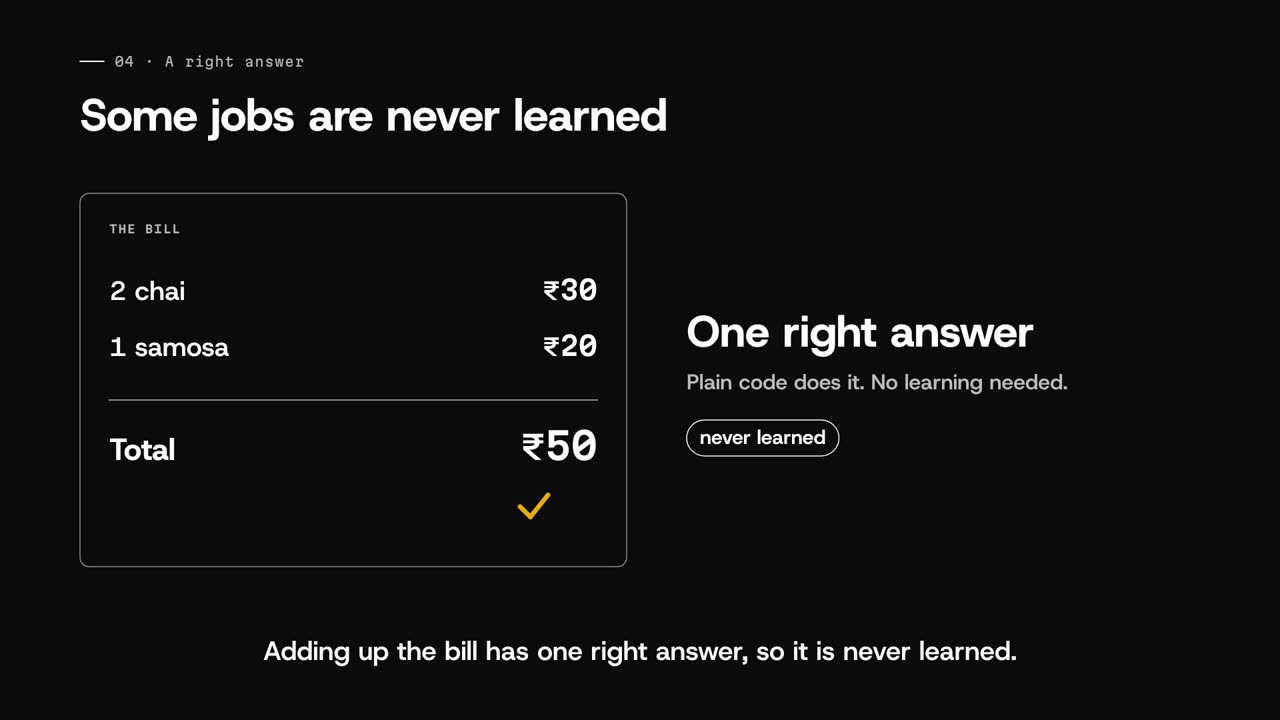 04 · A right answer
Some jobs are never learned
THE BILL
2 chai ₹30
1 samosa ₹20
Total ₹50
One right answer
Plain code does it. No learning needed.
never learned
Adding up the bill has one right answer, so it is never learned.